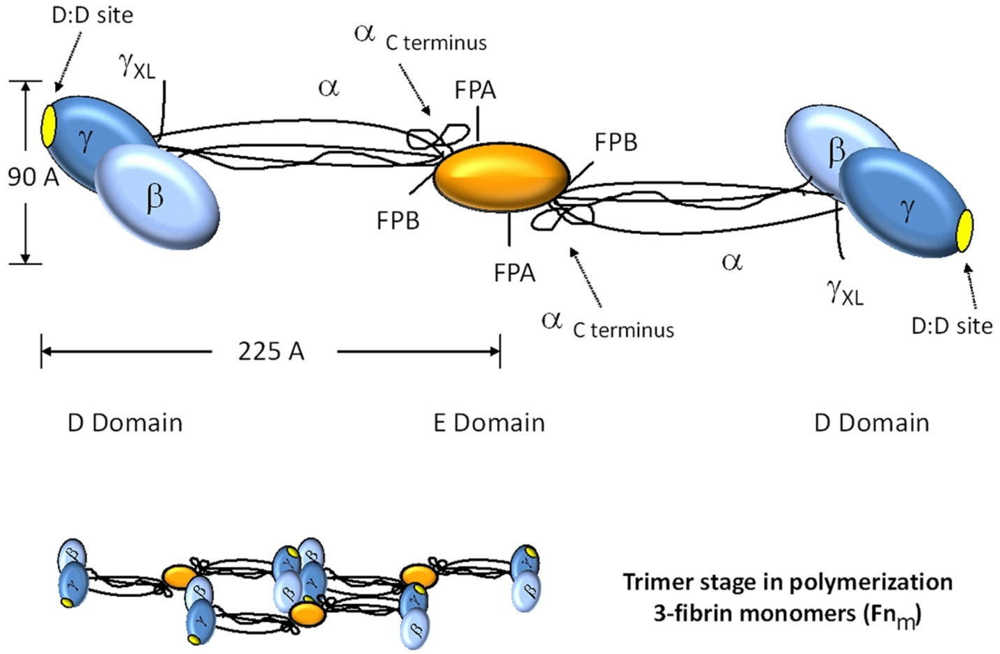 D:D site
α C terminus
γXL
α
FPA
γ
β
90 A
FPB
FPB
FPA
β
γ
α
γXL
α C terminus
D:D site
225 A
D Domain
E Domain
D Domain
β
γ
β
γ
γ
β
β
γ
γ
β
γ
β
Trimer stage in polymerization
3-fibrin monomers (Fnm)